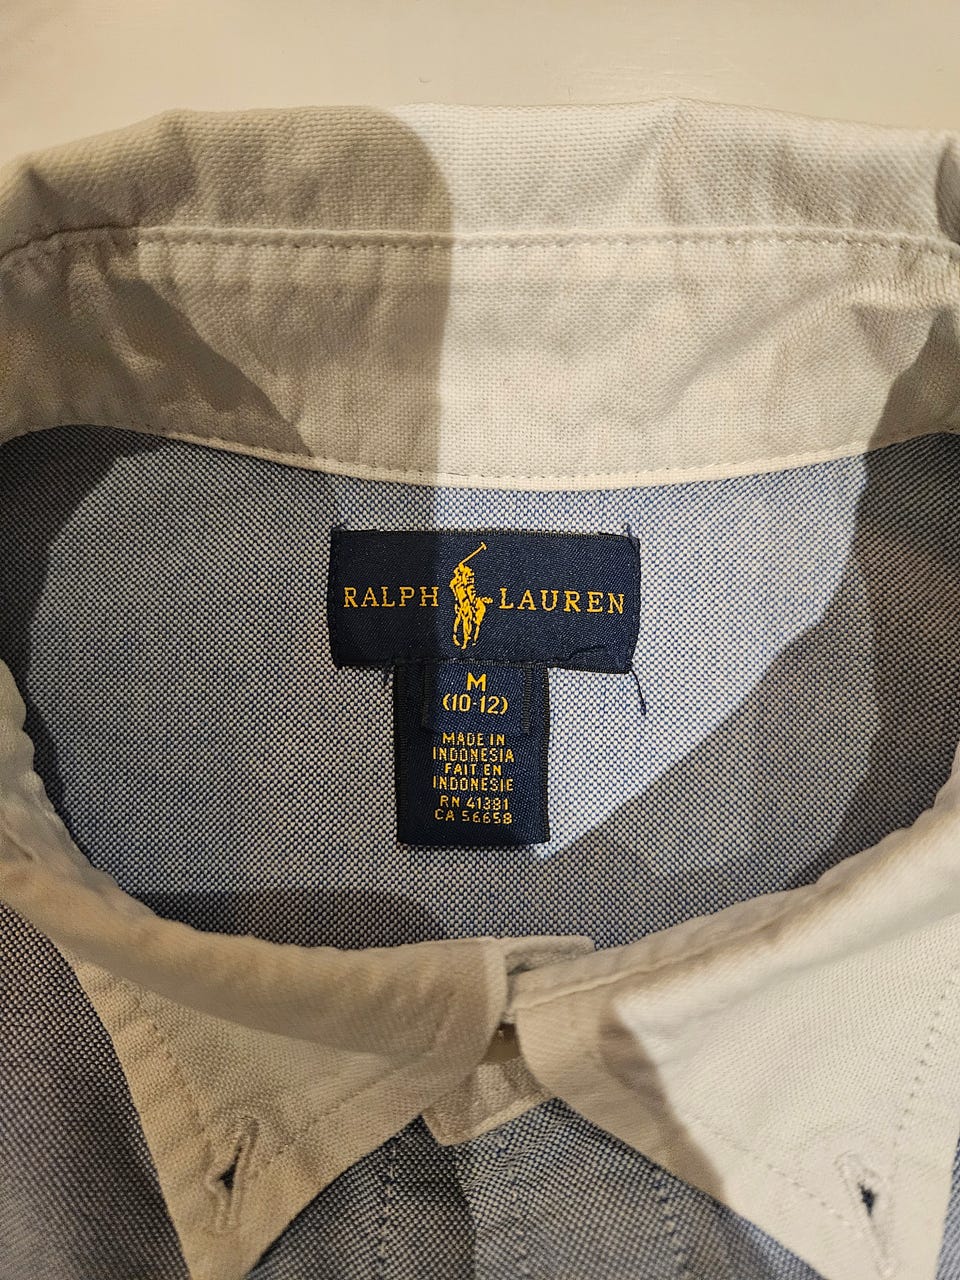 RALPH LAUREN
M
(10-12)
MADE IN
INDONESIA
FAIT EN
INDONESIE
RN 41381
CA 56658